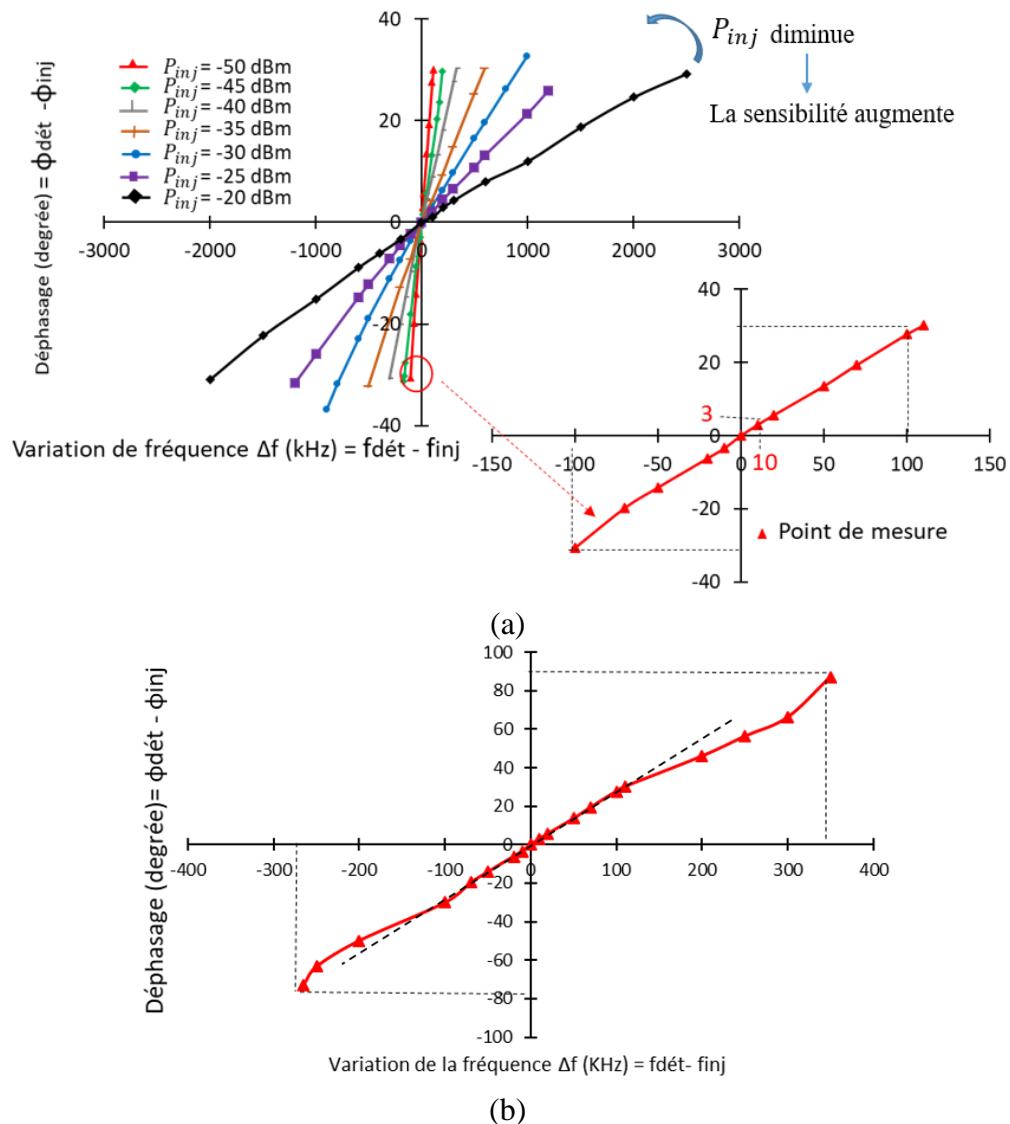 40
20
0
-20
-40
-3000 -2000 -1000 0 1000 2000 3000
Déphasage (degrée) = ϕdét -ϕinj
P_inj = -50 dBm
P_inj = -45 dBm
P_inj = -40 dBm
P_inj = -35 dBm
P_inj = -30 dBm
P_inj = -25 dBm
P_inj = -20 dBm
P_inj diminue
La sensibilité augmente
Variation de fréquence Δf (kHz) = fdét - finj
40
20
3
0
-20
-40
-150 -100 -50 0 10 50 100 150
Point de mesure
(a)
100
80
60
40
20
0
-20
-40
-60
-80
-100
-400 -300 -200 -100 0 100 200 300 400
Déphasage (degrée)= ϕdét - ϕinj
Variation de la fréquence Δf (KHz) = fdét- finj
(b)